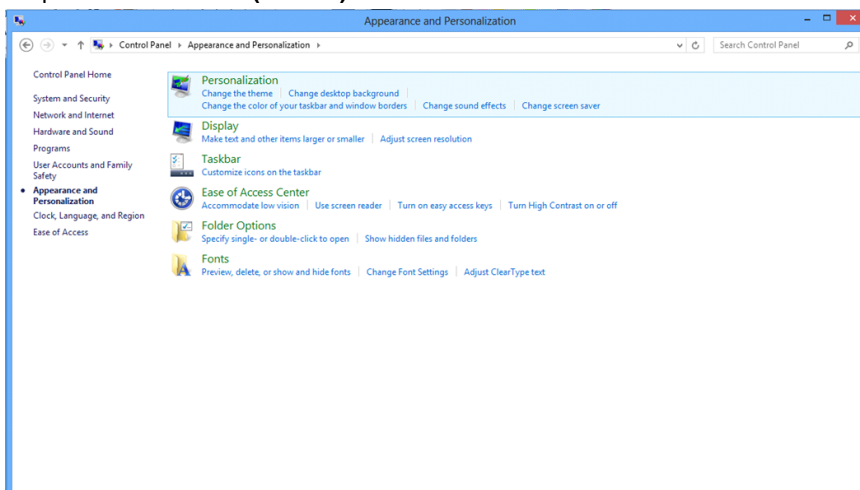 Appearance and Personalization
Control Panel ▸ Appearance and Personalization ▸
Search Control Panel
Control Panel Home
System and Security
Network and Internet
Hardware and Sound
Programs
User Accounts and Family
Safety
Appearance and
Personalization
Clock, Language, and Region
Ease of Access
Personalization
Change the theme | Change desktop background |
Change the color of your taskbar and window borders | Change sound effects | Change screen saver
Display
Make text and other items larger or smaller | Adjust screen resolution
Taskbar
Customize icons on the taskbar
Ease of Access Center
Accommodate low vision | Use screen reader | Turn on easy access keys | Turn High Contrast on or off
Folder Options
Specify single- or double-click to open | Show hidden files and folders
Fonts
Preview, delete, or show and hide fonts | Change Font Settings | Adjust ClearType text